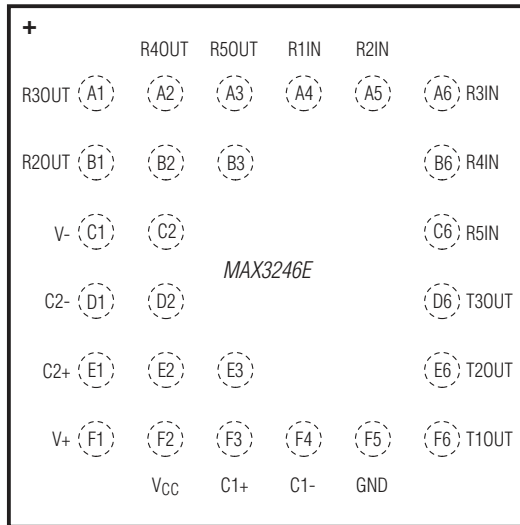 +
R4OUT R5OUT R1IN R2IN
R3OUT A1 A2 A3 A4 A5 A6 R3IN
R2OUT B1 B2 B3 B6 R4IN
V- C1 C2 C6 R5IN
MAX3246E
C2- D1 D2 D6 T3OUT
C2+ E1 E2 E3 E6 T2OUT
V+ F1 F2 F3 F4 F5 F6 T1OUT
VCC C1+ C1- GND